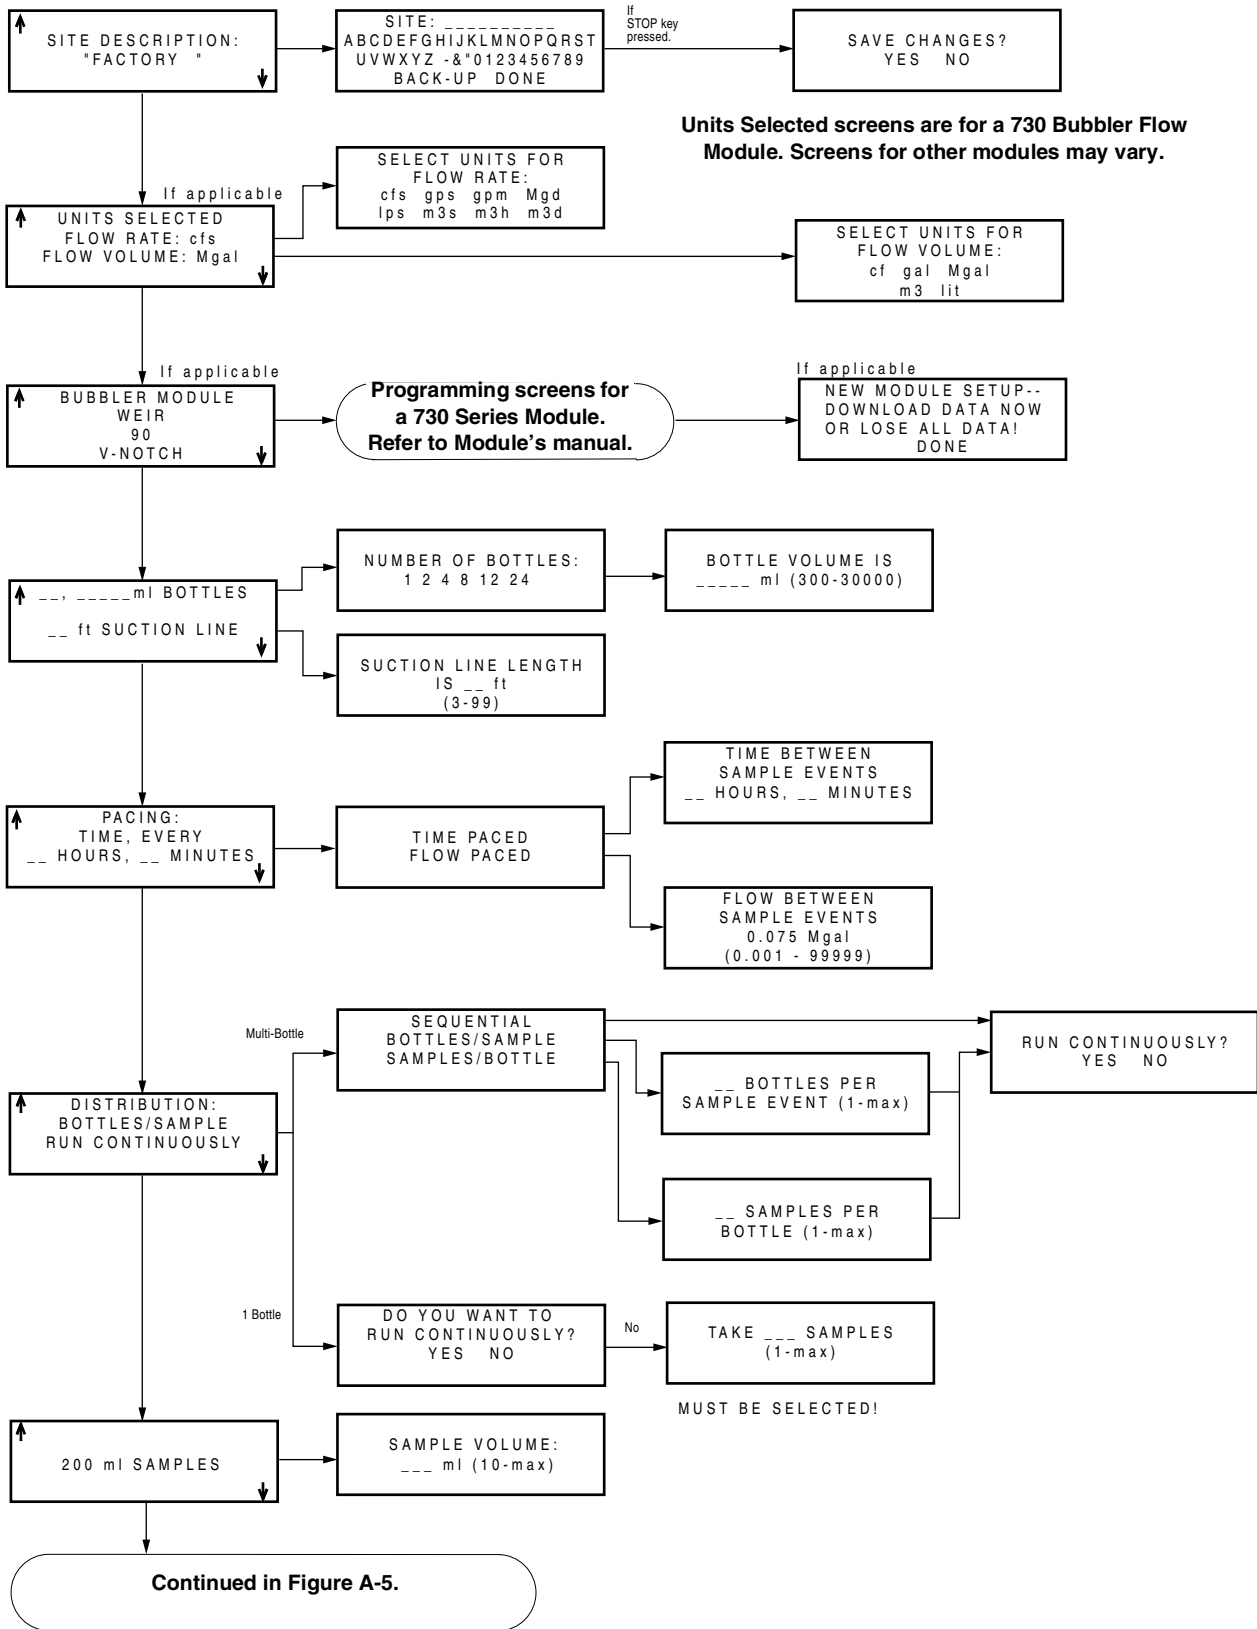 SITE DESCRIPTION:
"FACTORY "
SITE: __________
ABCDEFGHIJKLMNOPQRST
UVWXYZ -&"0123456789
BACK-UP DONE
If
STOP key
pressed.
SAVE CHANGES?
YES NO
Units Selected screens are for a 730 Bubbler Flow
Module. Screens for other modules may vary.
If applicable
UNITS SELECTED
FLOW RATE: cfs
FLOW VOLUME: Mgal
SELECT UNITS FOR
FLOW RATE:
cfs gps gpm Mgd
lps m3s m3h m3d
SELECT UNITS FOR
FLOW VOLUME:
cf gal Mgal
m3 lit
If applicable
BUBBLER MODULE
WEIR
90
V-NOTCH
Programming screens for
a 730 Series Module.
Refer to Module's manual.
If applicable
NEW MODULE SETUP--
DOWNLOAD DATA NOW
OR LOSE ALL DATA!
DONE
__, _____ml BOTTLES
__ ft SUCTION LINE
NUMBER OF BOTTLES:
1 2 4 8 12 24
BOTTLE VOLUME IS
_____ ml (300-30000)
SUCTION LINE LENGTH
IS __ ft
(3-99)
PACING:
TIME, EVERY
__ HOURS, __ MINUTES
TIME PACED
FLOW PACED
TIME BETWEEN
SAMPLE EVENTS
__ HOURS, __ MINUTES
FLOW BETWEEN
SAMPLE EVENTS
0.075 Mgal
(0.001 - 99999)
DISTRIBUTION:
BOTTLES/SAMPLE
RUN CONTINUOUSLY
Multi-Bottle
SEQUENTIAL
BOTTLES/SAMPLE
SAMPLES/BOTTLE
RUN CONTINUOUSLY?
YES NO
__ BOTTLES PER
SAMPLE EVENT (1-max)
__ SAMPLES PER
BOTTLE (1-max)
1 Bottle
DO YOU WANT TO
RUN CONTINUOUSLY?
YES NO
No
TAKE ___ SAMPLES
(1-max)
MUST BE SELECTED!
200 ml SAMPLES
SAMPLE VOLUME:
___ ml (10-max)
Continued in Figure A-5.